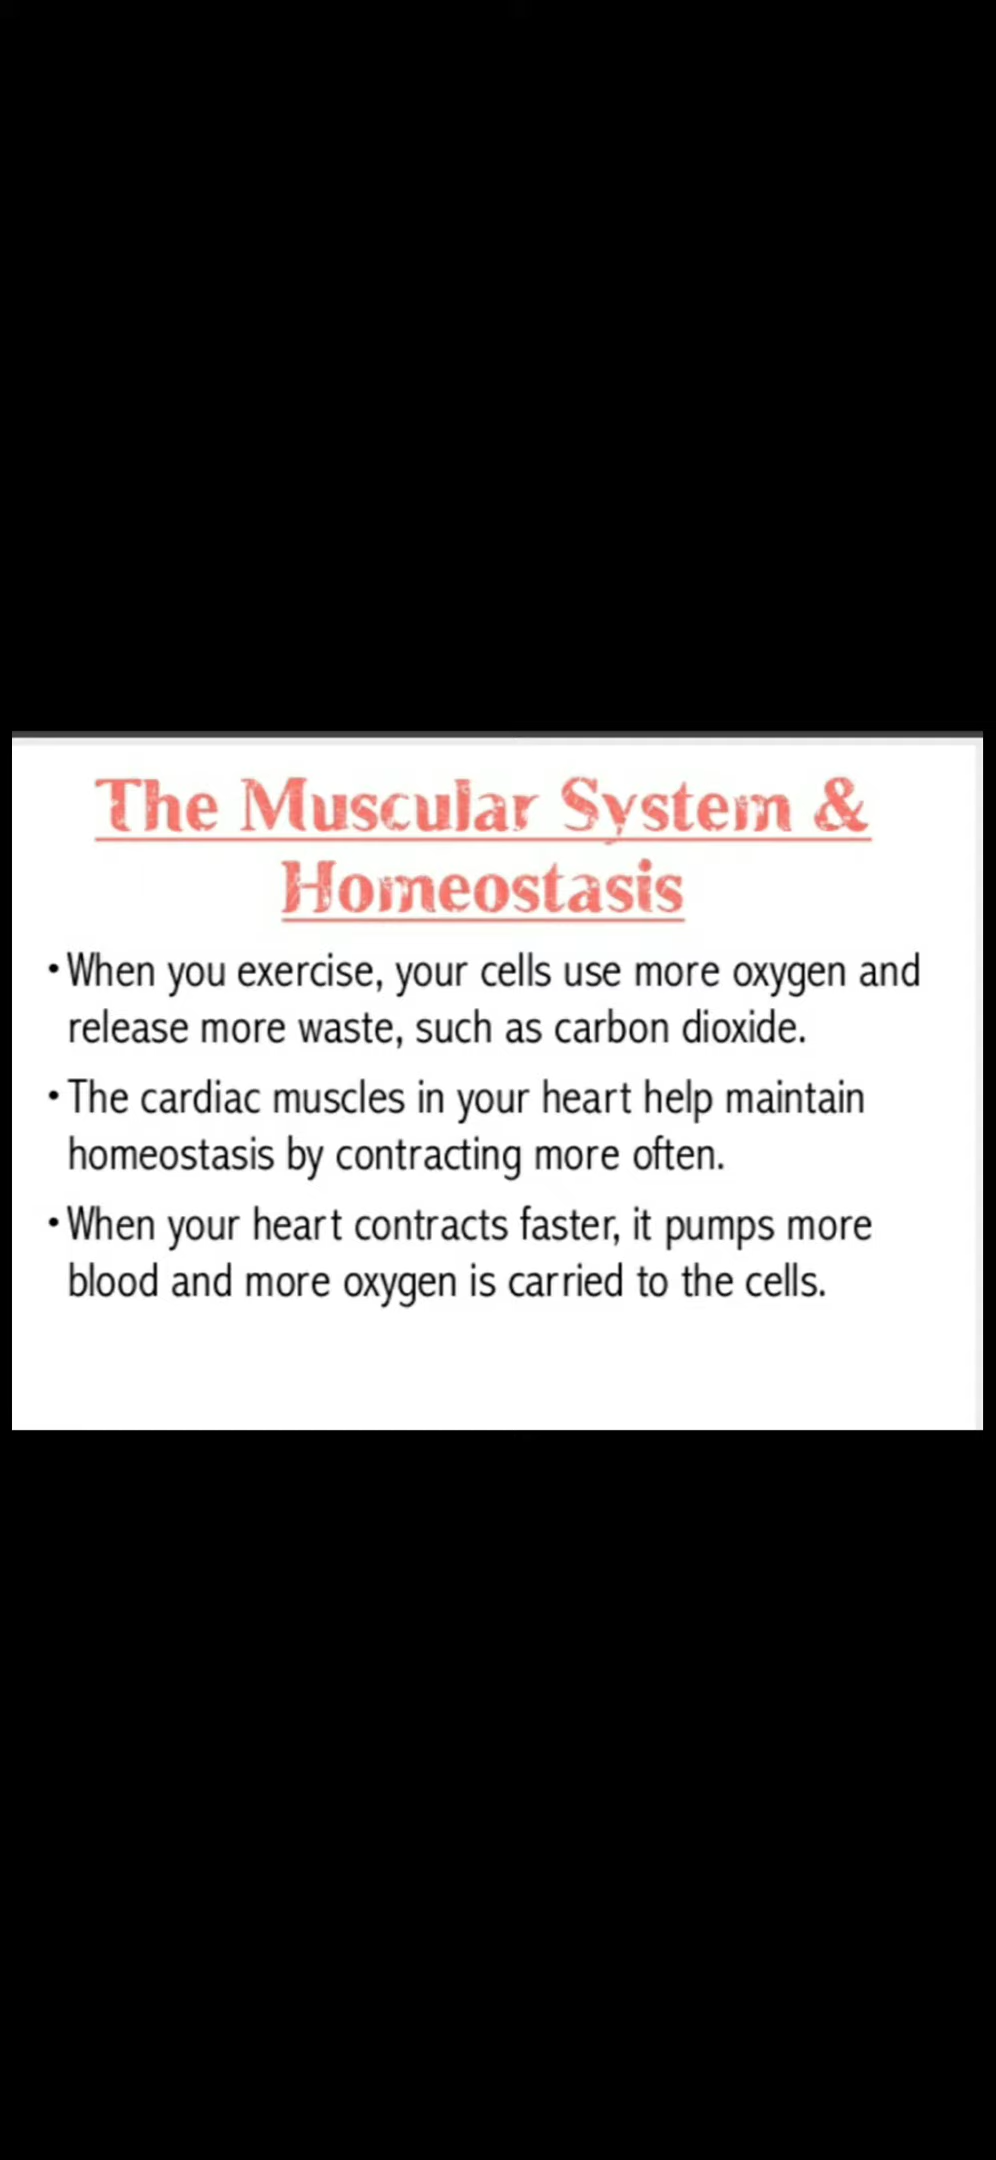 The Muscular System &
Homeostasis
• When you exercise, your cells use more oxygen and
release more waste, such as carbon dioxide.
• The cardiac muscles in your heart help maintain
homeostasis by contracting more often.
• When your heart contracts faster, it pumps more
blood and more oxygen is carried to the cells.